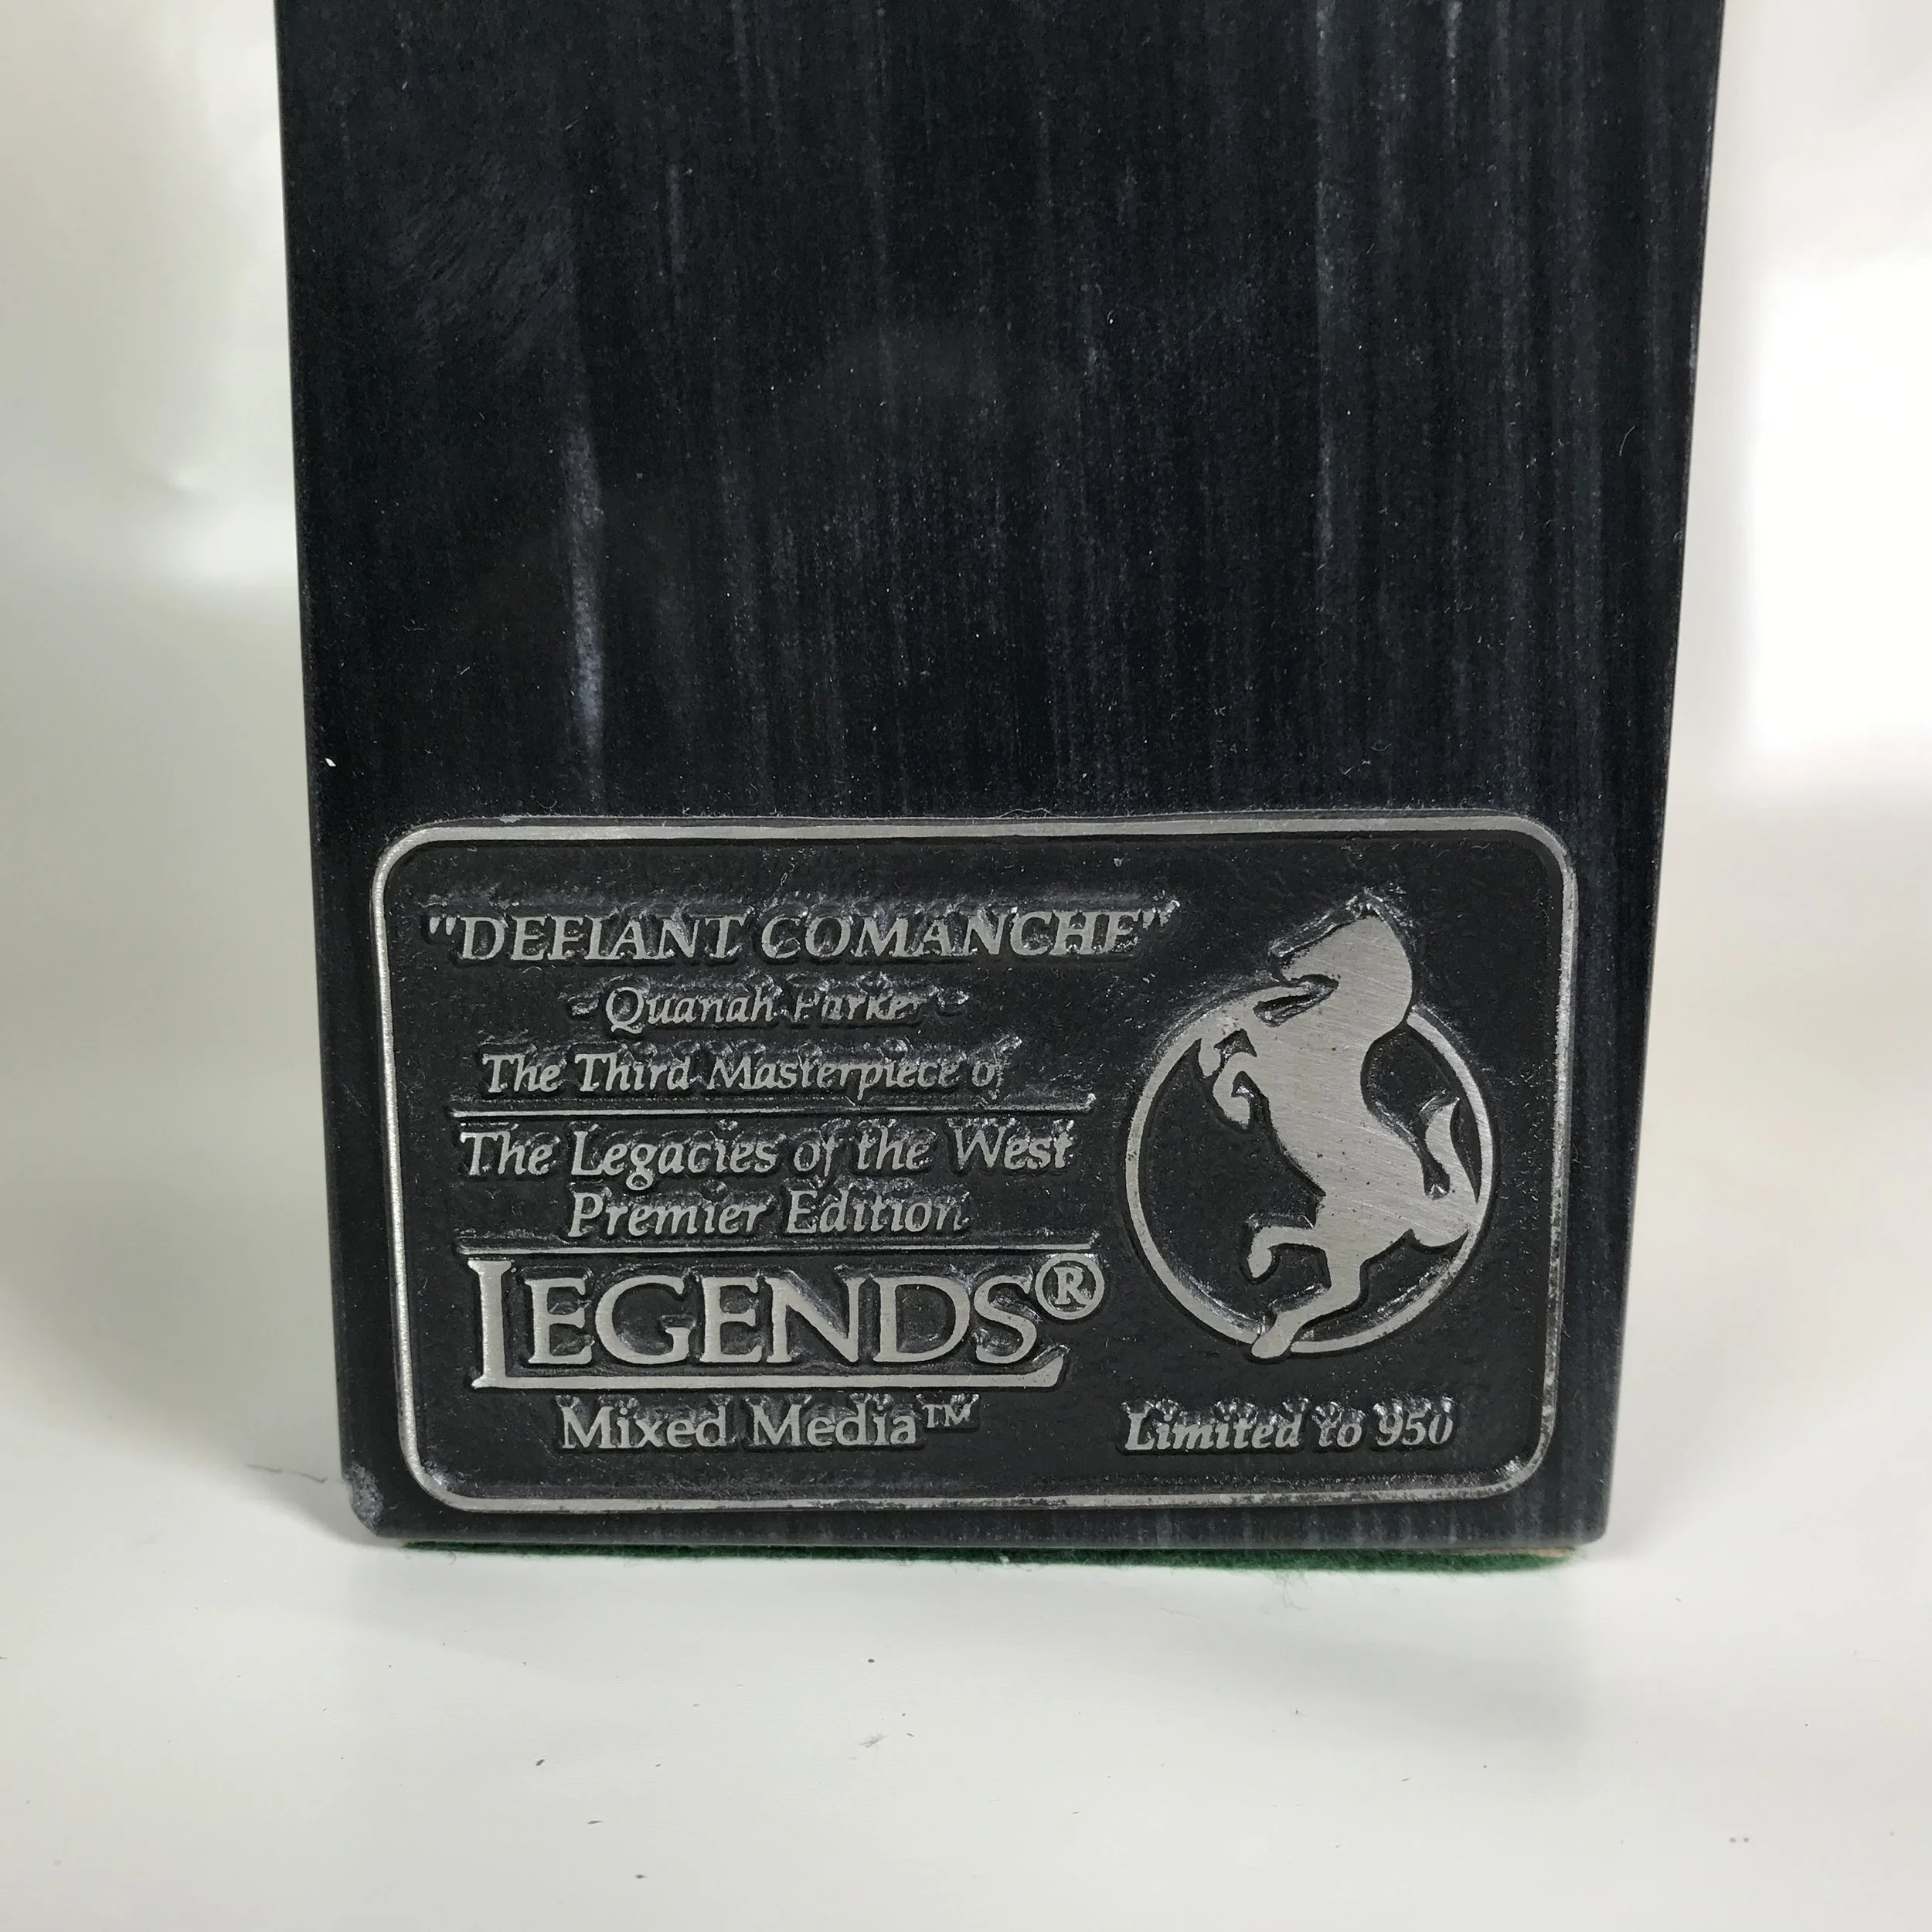 "DEFIANT COMANCHE"
- Quanah Parker -
The Third Masterpiece of
The Legacies of the West
Premier Edition
LEGENDS®
Mixed Media™
Limited to 950